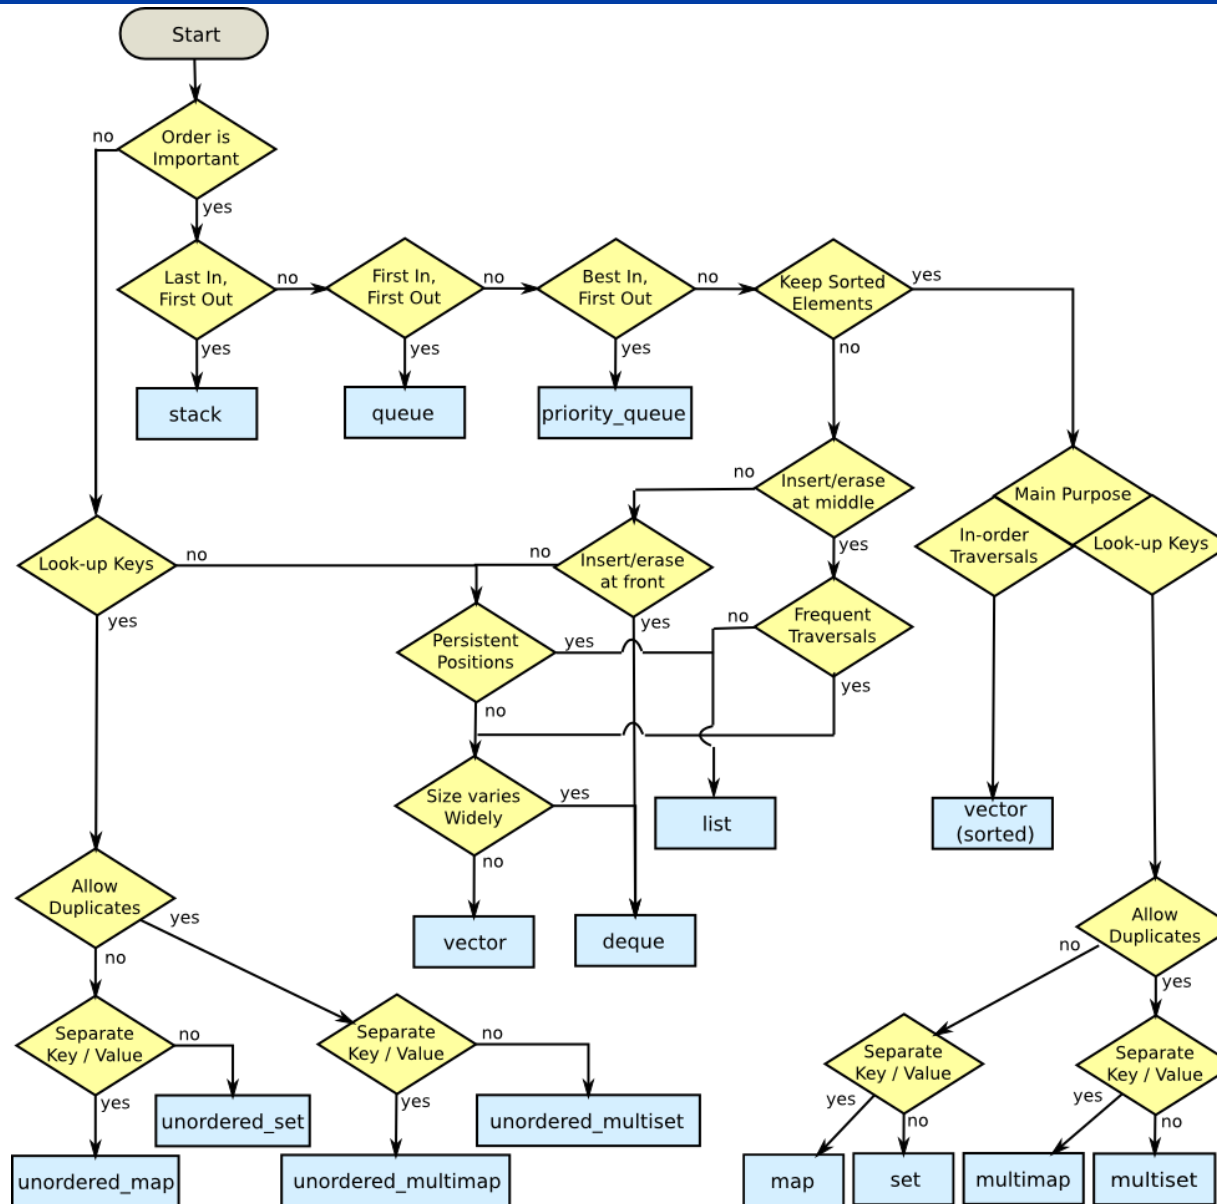 Start
Order is
Important
no
yes
Last In,
First Out
no
yes
First In,
First Out
no
yes
Best In,
First Out
no
yes
Keep Sorted
Elements
yes
no
stack
queue
priority_queue
Insert/erase
at middle
no
yes
Main Purpose
In-order
Traversals
Look-up Keys
Look-up Keys
no
yes
Insert/erase
at front
no
yes
Frequent
Traversals
no
yes
Persistent
Positions
yes
no
Size varies
Widely
yes
no
list
vector
(sorted)
vector
deque
Allow
Duplicates
yes
no
Allow
Duplicates
no
yes
Separate
Key / Value
no
yes
Separate
Key / Value
no
yes
Separate
Key / Value
yes
no
Separate
Key / Value
yes
no
unordered_set
unordered_multiset
unordered_map
unordered_multimap
map
set
multimap
multiset